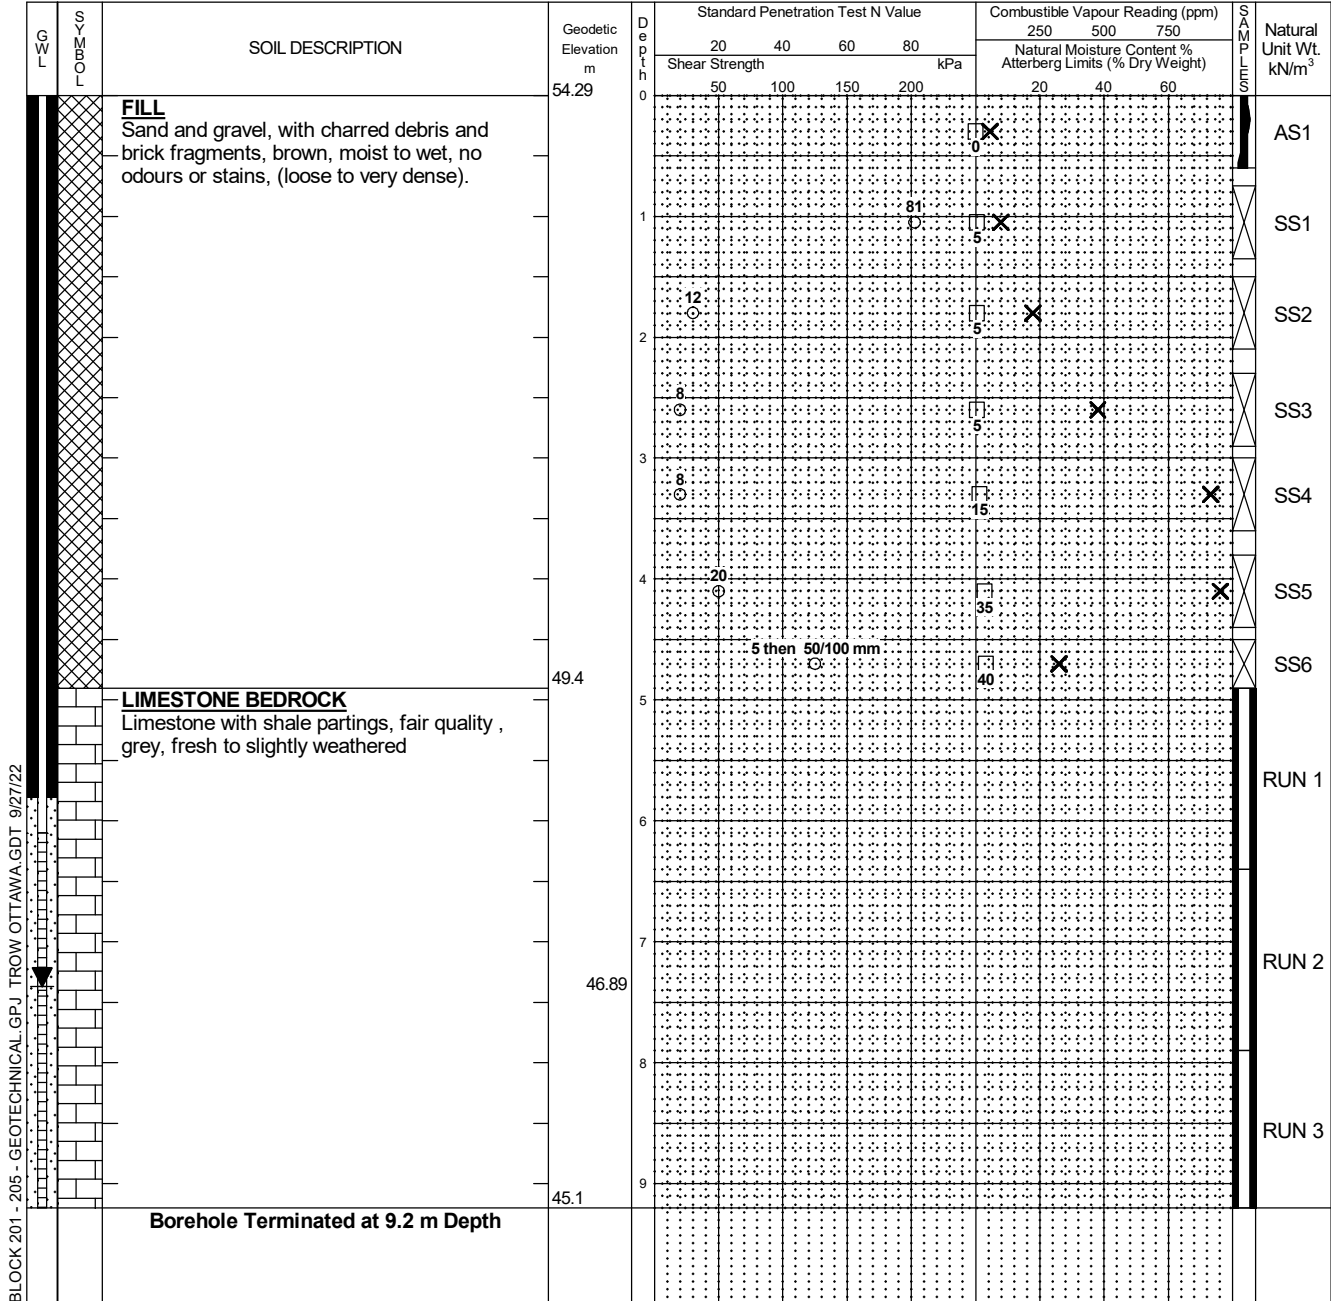 GWL
SYMBOL
SOIL DESCRIPTION
Geodetic
Elevation
m
Depth
Standard Penetration Test N Value
20 40 60 80
Shear Strength kPa
50 100 150 200
Combustible Vapour Reading (ppm)
250 500 750
Natural Moisture Content %
Atterberg Limits (% Dry Weight)
20 40 60
SAMPLES
Natural
Unit Wt.
kN/m³
54.29
0
FILL
Sand and gravel, with charred debris and
brick fragments, brown, moist to wet, no
odours or stains, (loose to very dense).
0
AS1
81
1
5
SS1
12
5
SS2
2
8
5
SS3
3
8
15
SS4
20
4
35
SS5
5 then 50/100 mm
40
SS6
49.4
LIMESTONE BEDROCK
Limestone with shale partings, fair quality ,
grey, fresh to slightly weathered
5
RUN 1
6
7
RUN 2
46.89
8
RUN 3
9
45.1
Borehole Terminated at 9.2 m Depth
BLOCK 201 - 205 - GEOTECHNICAL.GPJ TROW OTTAWA.GDT 9/27/22